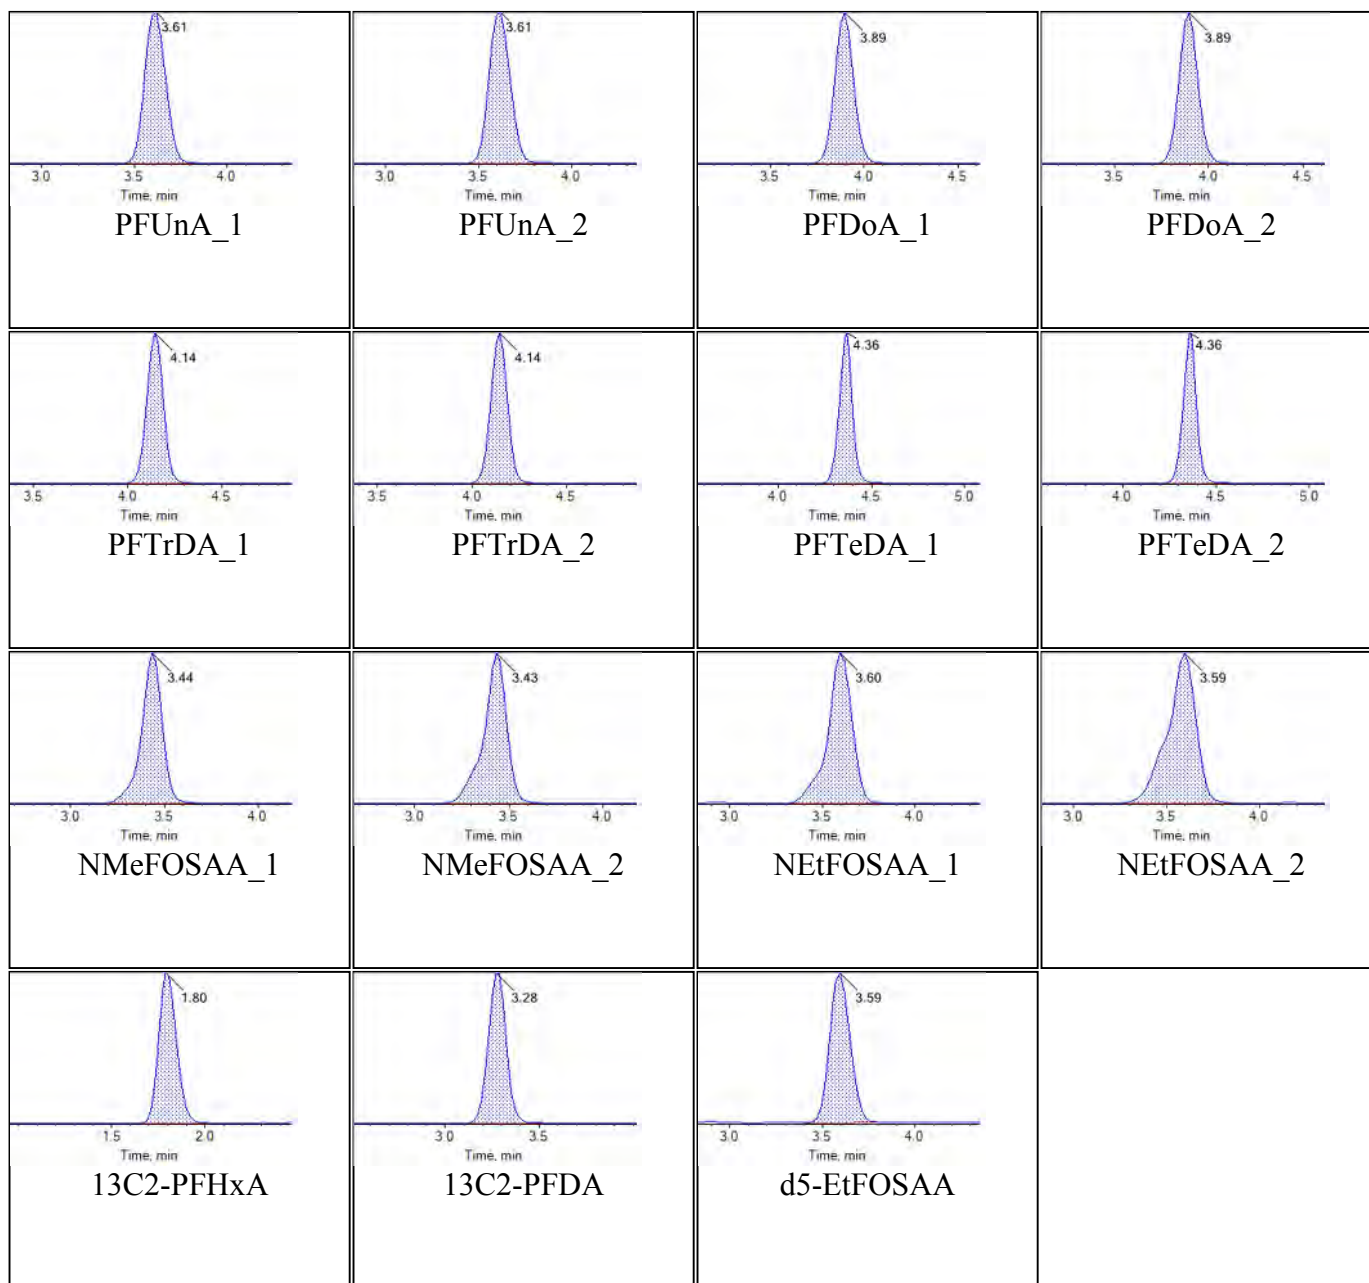 3.61
3.0 3.5 4.0
Time, min
PFUnA_1
3.61
3.0 3.5 4.0
Time, min
PFUnA_2
3.89
3.5 4.0 4.5
Time, min
PFDoA_1
3.89
3.5 4.0 4.5
Time, min
PFDoA_2
4.14
3.5 4.0 4.5
Time, min
PFTrDA_1
4.14
3.5 4.0 4.5
Time, min
PFTrDA_2
4.36
4.0 4.5 5.0
Time, min
PFTeDA_1
4.36
4.0 4.5 5.0
Time, min
PFTeDA_2
3.44
3.0 3.5 4.0
Time, min
NMeFOSAA_1
3.43
3.0 3.5 4.0
Time, min
NMeFOSAA_2
3.60
3.0 3.5 4.0
Time, min
NEtFOSAA_1
3.59
3.0 3.5 4.0
Time, min
NEtFOSAA_2
1.80
1.5 2.0
Time, min
13C2-PFHxA
3.28
3.0 3.5
Time, min
13C2-PFDA
3.59
3.0 3.5 4.0
Time, min
d5-EtFOSAA